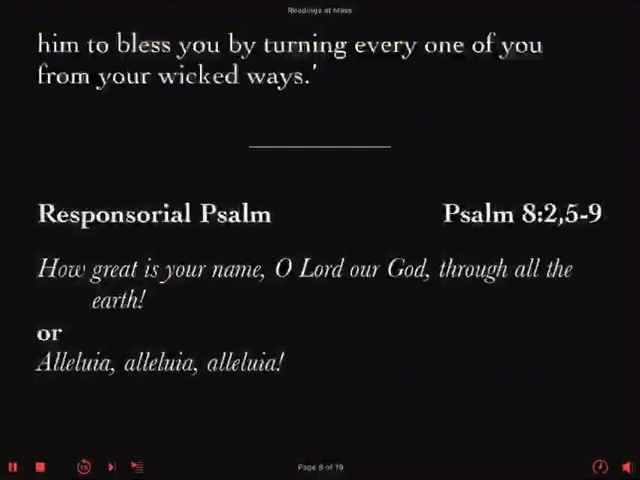 Readings at Mass
him to bless you by turning every one of you
from your wicked ways.'
Responsorial Psalm Psalm 8:2,5-9
How great is your name, O Lord our God, through all the
earth!
or
Alleluia, alleluia, alleluia!
15 Page 8 of 19